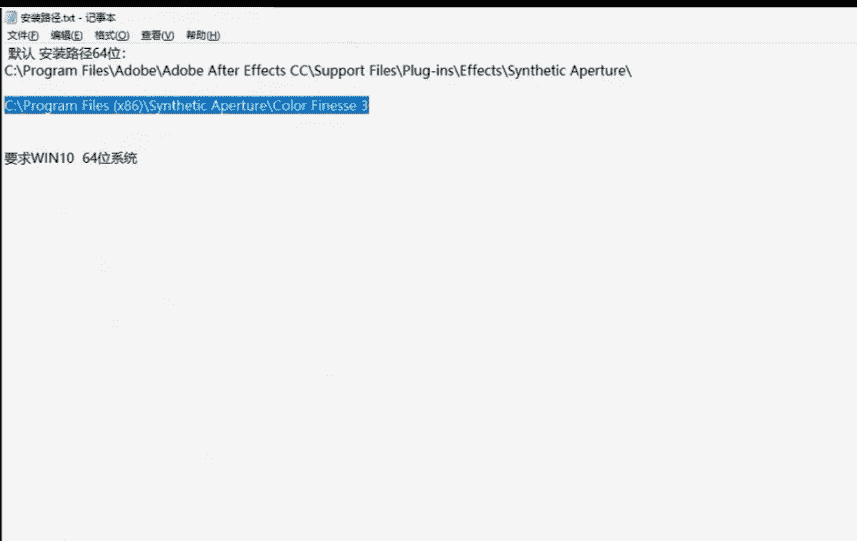 安装路径.txt - 记事本
文件(F) 编辑(E) 格式(O) 查看(V) 帮助(H)
默认 安装路径64位：
C:\Program Files\Adobe\Adobe After Effects CC\Support Files\Plug-ins\Effects\Synthetic Aperture\
C:\Program Files (x86)\Synthetic Aperture\Color Finesse 3
要求WIN10 64位系统